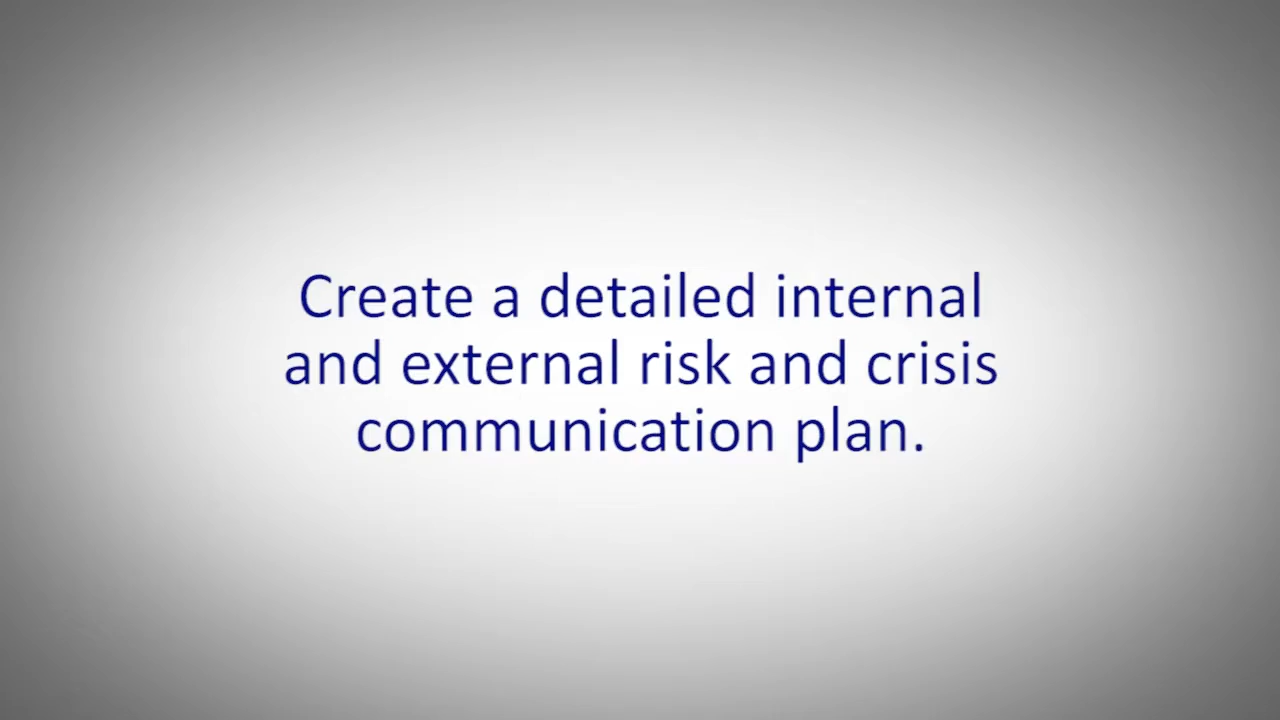 Create a detailed internal
and external risk and crisis
communication plan.